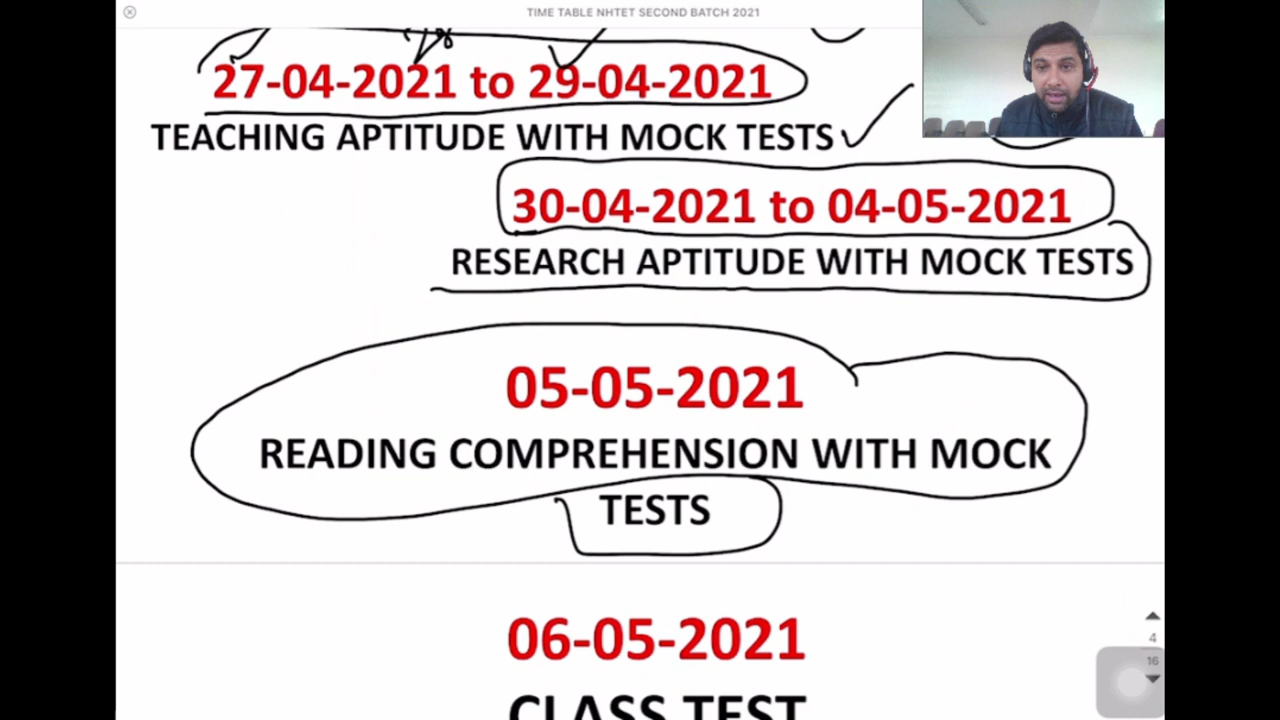 TIME TABLE NHTET SECOND BATCH 2021
27-04-2021 to 29-04-2021
TEACHING APTITUDE WITH MOCK TESTS
30-04-2021 to 04-05-2021
RESEARCH APTITUDE WITH MOCK TESTS
05-05-2021
READING COMPREHENSION WITH MOCK
TESTS
06-05-2021
4
16
CLASS TEST